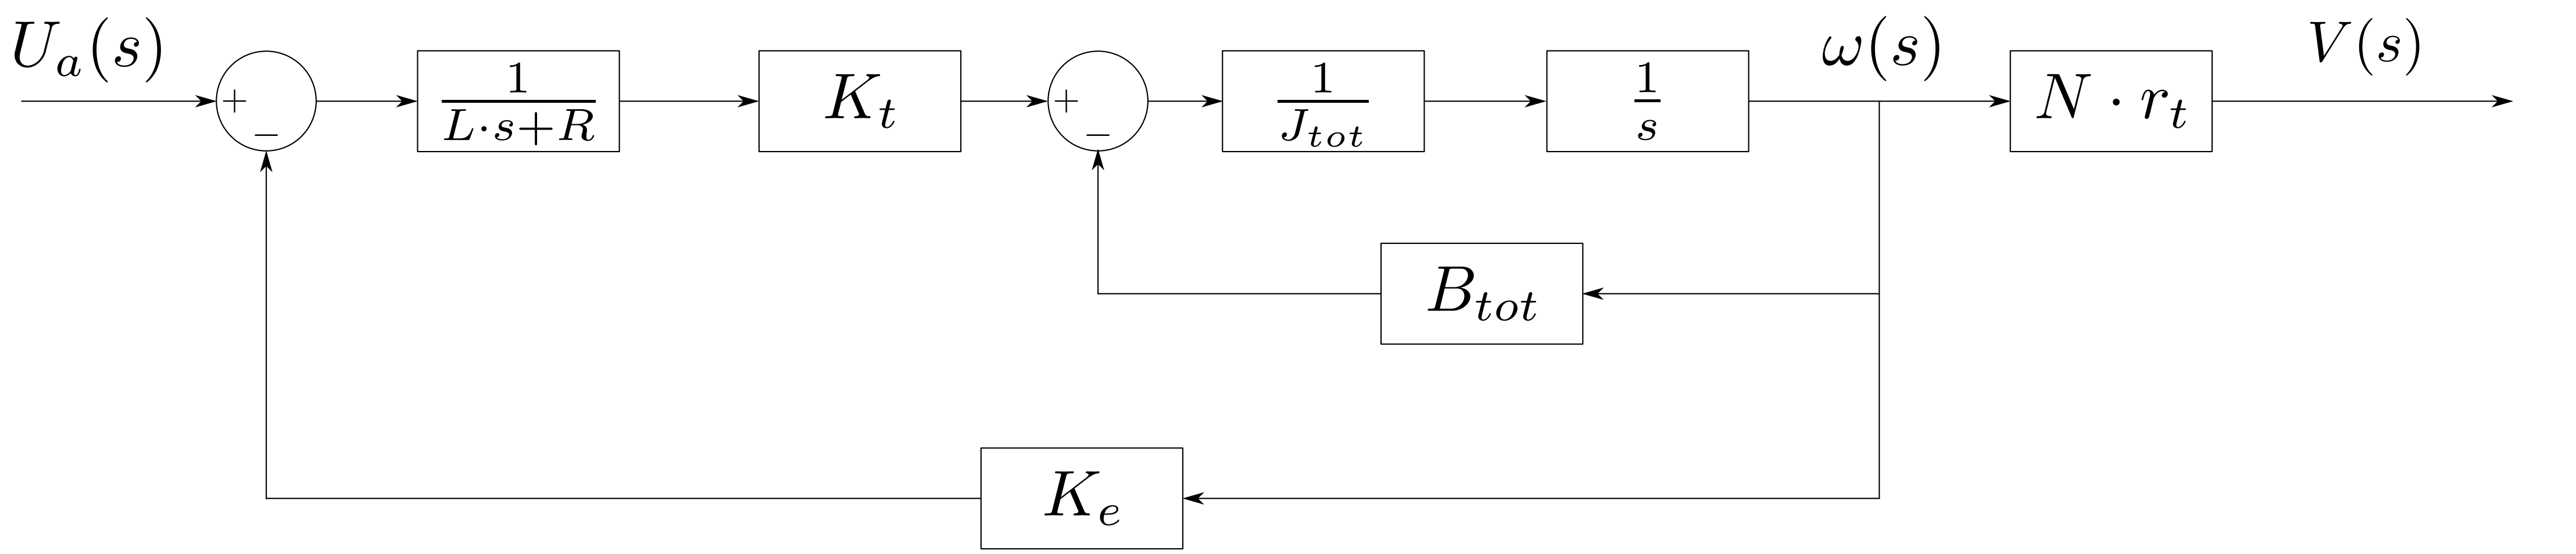 U_a(s)
+
−
1/(L·s+R)
K_t
+
−
1/J_tot
1/s
ω(s)
N · r_t
V(s)
B_tot
K_e